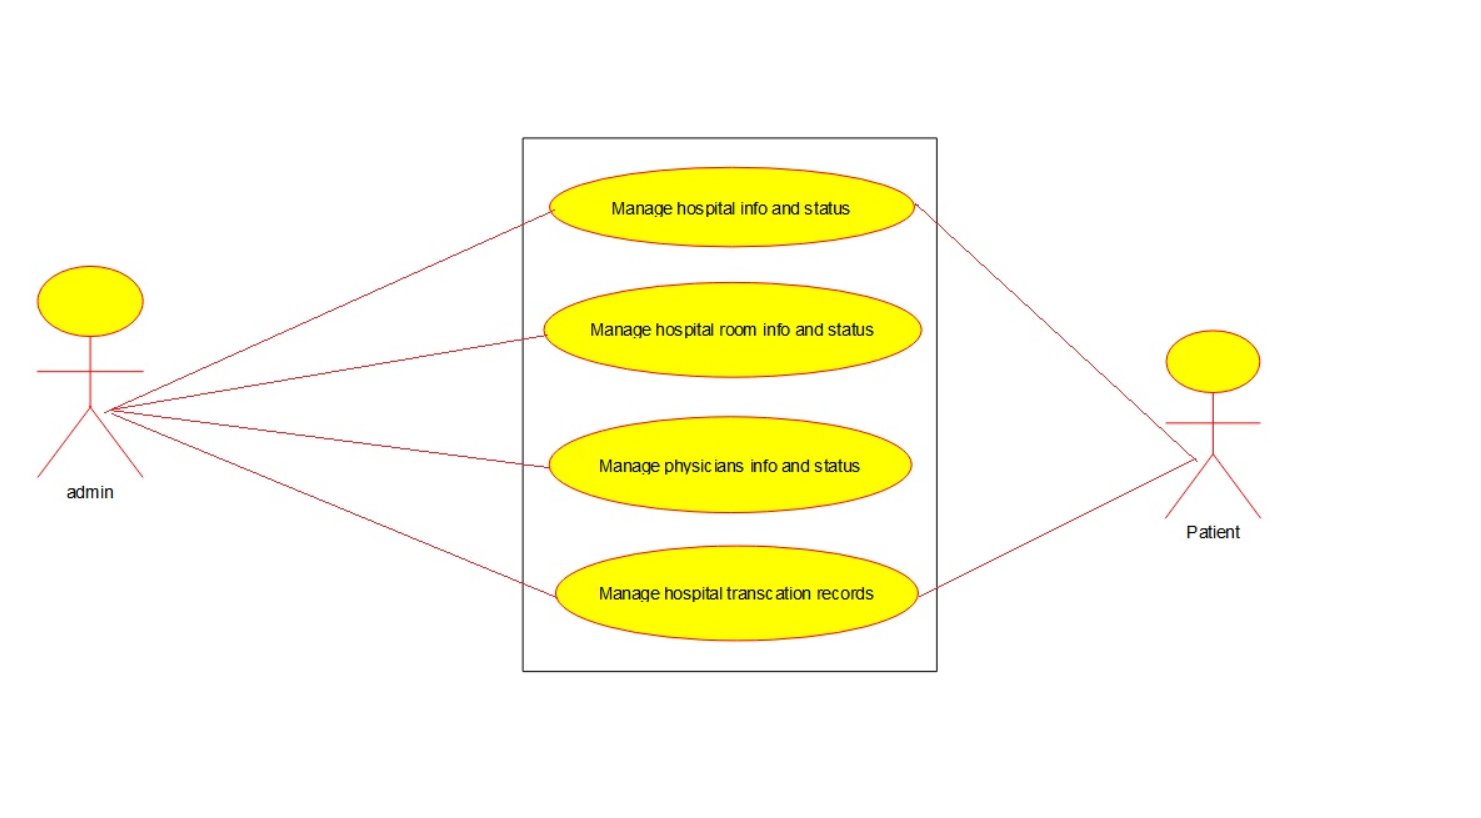 Manage hospital info and status
Manage hospital room info and status
Manage physicians info and status
admin
Patient
Manage hospital transcation records